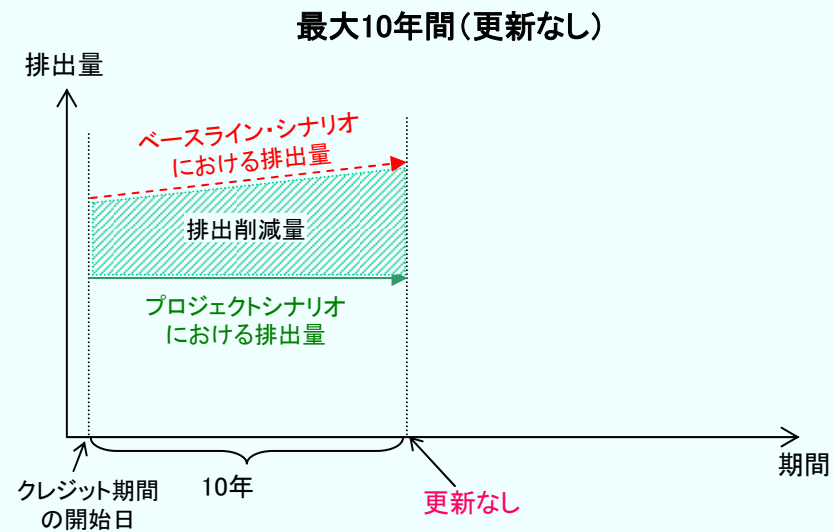 最大10年間（更新なし）
排出量
ベースライン・シナリオ
における排出量
排出削減量
プロジェクトシナリオ
における排出量
期間
クレジット期間
の開始日
10年
更新なし